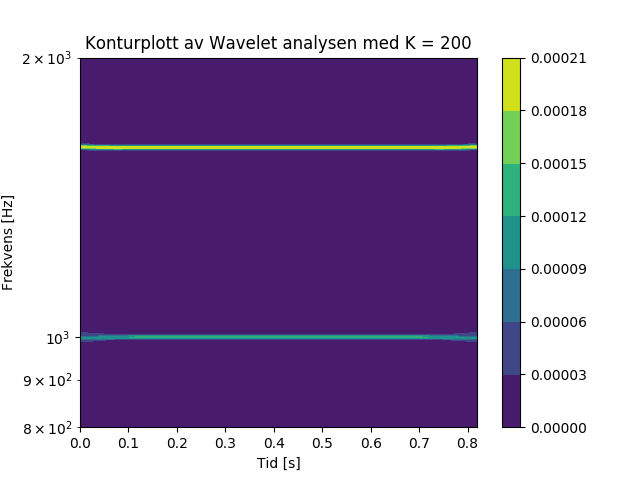 Konturplott av Wavelet analysen med K = 200
2 × 10³
10³
9 × 10²
8 × 10²
Frekvens [Hz]
0.0 0.1 0.2 0.3 0.4 0.5 0.6 0.7 0.8
Tid [s]
0.00021
0.00018
0.00015
0.00012
0.00009
0.00006
0.00003
0.00000